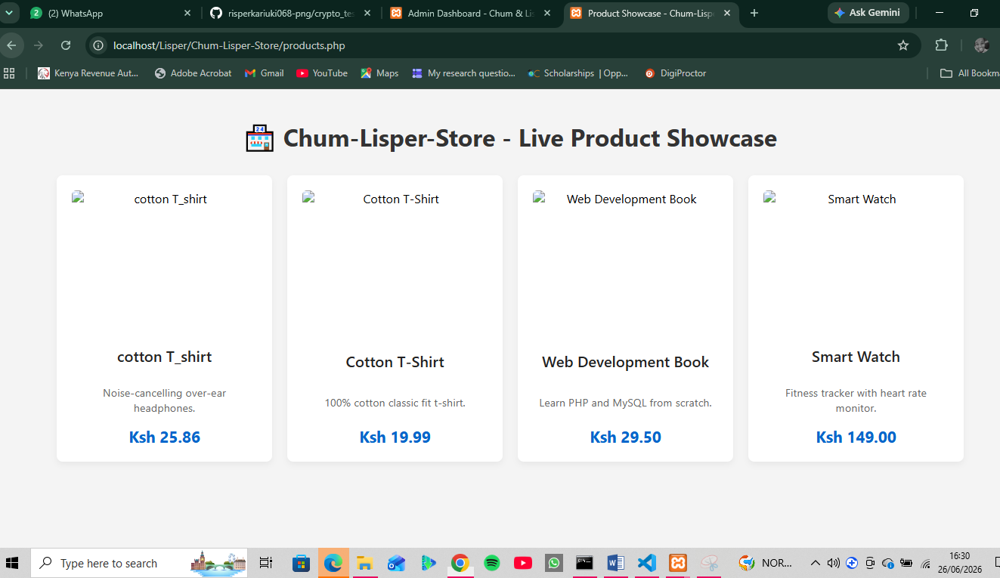 2 (2) WhatsApp
risperkariuki068-png/crypto_tes
Admin Dashboard - Chum & Lis
Product Showcase - Chum-Lisp
Ask Gemini
localhost/Lisper/Chum-Lisper-Store/products.php
Kenya Revenue Aut...
Adobe Acrobat
Gmail
YouTube
Maps
My research questio...
Scholarships | Opp...
DigiProctor
All Bookm
24
Chum-Lisper-Store - Live Product Showcase
cotton T_shirt
cotton T_shirt
Noise-cancelling over-ear
headphones.
Ksh 25.86
Cotton T-Shirt
Cotton T-Shirt
100% cotton classic fit t-shirt.
Ksh 19.99
Web Development Book
Web Development Book
Learn PHP and MySQL from scratch.
Ksh 29.50
Smart Watch
Smart Watch
Fitness tracker with heart rate
monitor.
Ksh 149.00
Type here to search
NOR...
16:30
26/06/2026